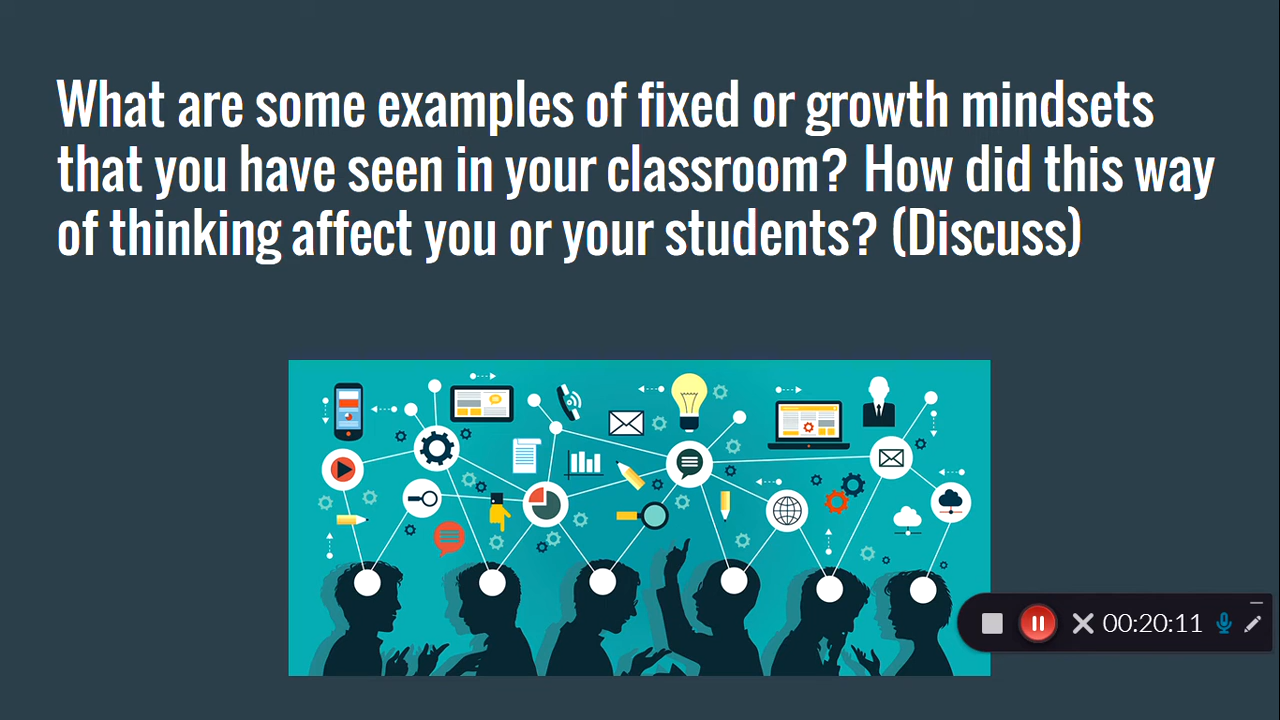 What are some examples of fixed or growth mindsets
that you have seen in your classroom? How did this way
of thinking affect you or your students? (Discuss)
00:20:11